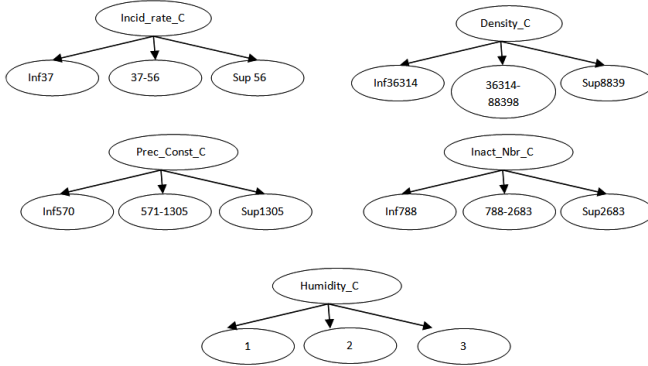 Incid_rate_C
Inf37
37-56
Sup 56
Density_C
Inf36314
36314-
88398
Sup8839
Prec_Const_C
Inf570
571-1305
Sup1305
Inact_Nbr_C
Inf788
788-2683
Sup2683
Humidity_C
1
2
3